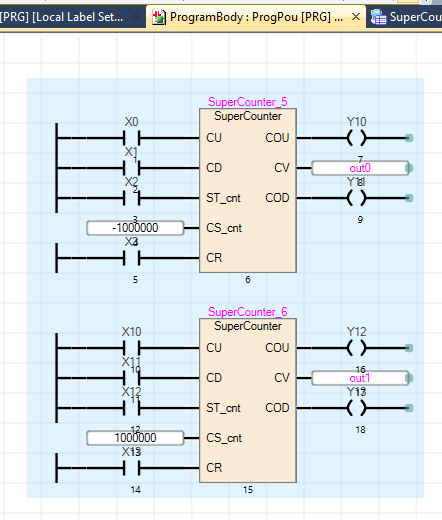 [PRG] [Local Label Set...
ProgramBody : ProgPou [PRG] ...
SuperCou
SuperCounter_5
SuperCounter
X0
CU
COU
Y10
1
7
X1
CD
CV
out0
2
8
X2
ST_cnt
COD
Y11
3
9
-1000000
CS_cnt
4
X3
CR
5
6
SuperCounter_6
SuperCounter
X10
CU
COU
Y12
10
16
X11
CD
CV
out1
11
17
X12
ST_cnt
COD
Y13
12
18
1000000
CS_cnt
13
X13
CR
14
15